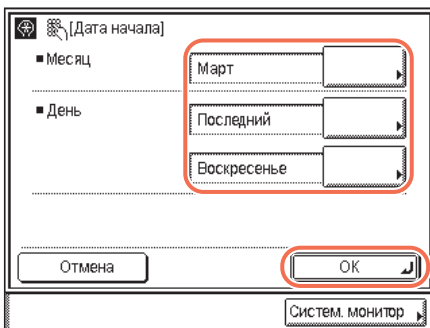 [Дата начала]
Месяц
Март
День
Последний
Воскресенье
Отмена
OK
Систем. монитор